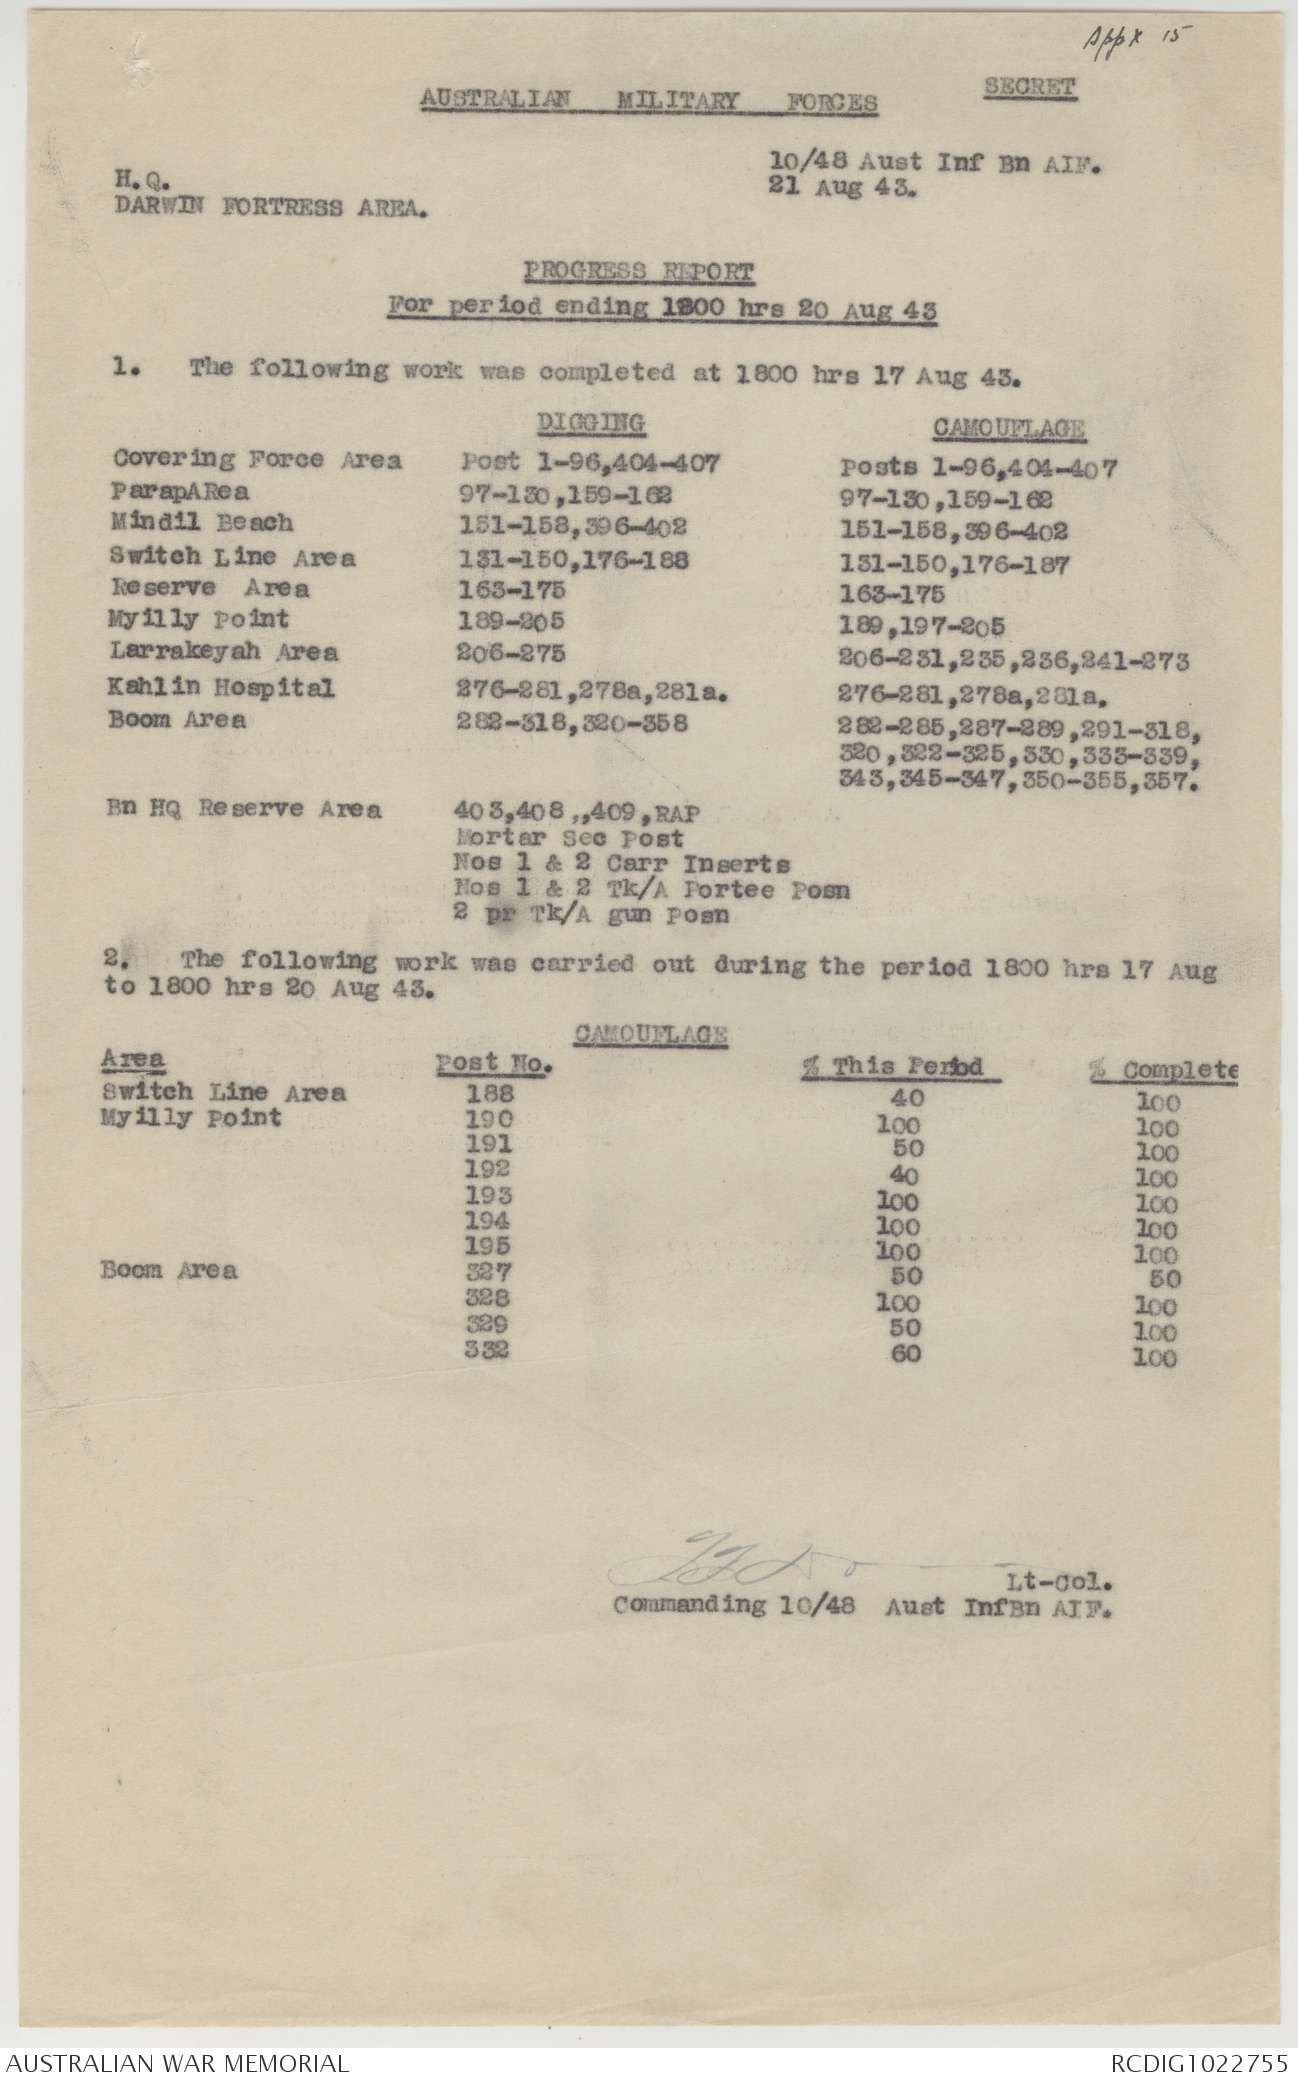 Appx 15
SECRET
AUSTRALIAN MILITARY FORCES
10/48 Aust Inf Bn AIF.
21 Aug 43.
H.Q.
DARWIN FORTRESS AREA.
PROGRESS REPORT
For period ending 1800 hrs 20 Aug 43
1. The following work was completed at 1800 hrs 17 Aug 43.
DIGGING CAMOUFLAGE
Covering Force Area Post 1-96,404-407 Posts 1-96,404-407
ParapARea 97-130,159-162 97-130,159-162
Mindil Beach 151-158,396-402 151-158,396-402
Switch Line Area 131-150,176-188 131-150,176-187
Reserve Area 163-175 163-175
Myilly Point 189-205 189,197-205
Larrakeyah Area 206-275 206-231,235,236,241-273
Kahlin Hospital 276-281,278a,281a. 276-281,278a,281a.
Boom Area 282-318,320-358 282-285,287-289,291-318,
320,322-325,330,333-339,
343,345-347,350-355,357.
Bn HQ Reserve Area 403,408,,409,RAP
Mortar Sec Post
Nos 1 & 2 Carr Inserts
Nos 1 & 2 Tk/A Portee Posn
2 pr Tk/A gun Posn
2. The following work was carried out during the period 1800 hrs 17 Aug
to 1800 hrs 20 Aug 43.
CAMOUFLAGE
Area Post No. % This Period % Complete
Switch Line Area 188 40 100
Myilly Point 190 100 100
191 50 100
192 40 100
193 100 100
194 100 100
195 100 100
Boom Area 327 50 50
328 100 100
329 50 100
332 60 100
Lt-Col.
Commanding 10/48 Aust InfBn AIF.
AUSTRALIAN WAR MEMORIAL RCDIG1022755